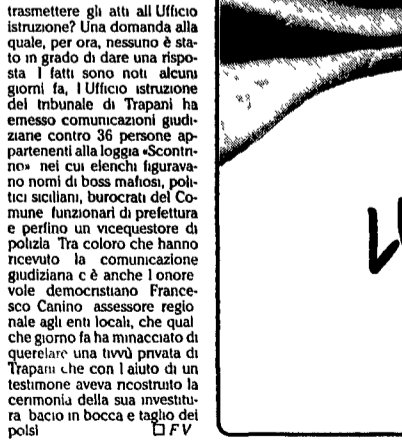 trasmettere gli atti all Ufficio
istruzione? Una domanda alla
quale, per ora, nessuno è sta-
to in grado di dare una rispo-
sta I fatti sono noti alcuni
giorni fa, l Ufficio istruzione
del tribunale di Trapani ha
emesso comunicazioni giudi-
ziarie contro 36 persone ap-
partenenti alla loggia «Scontri-
no» nei cui elenchi figurava-
no nomi di boss mafiosi, poli-
tici siciliani, burocrati del Co-
mune funzionari di prefettura
e perfino un vicequestore di
polizia Tra coloro che hanno
ricevuto la comunicazione
giudiziaria c è anche l onore
vole democristiano France-
sco Canino assessore regio
nale agli enti locali, che qual
che giorno fa ha minacciato di
querelare una tivvù privata di
Trapani che con l aiuto di un
testimone aveva ricostruito la
cerimonia della sua investitu-
ra bacio in bocca e taglio dei
polsi □ F V